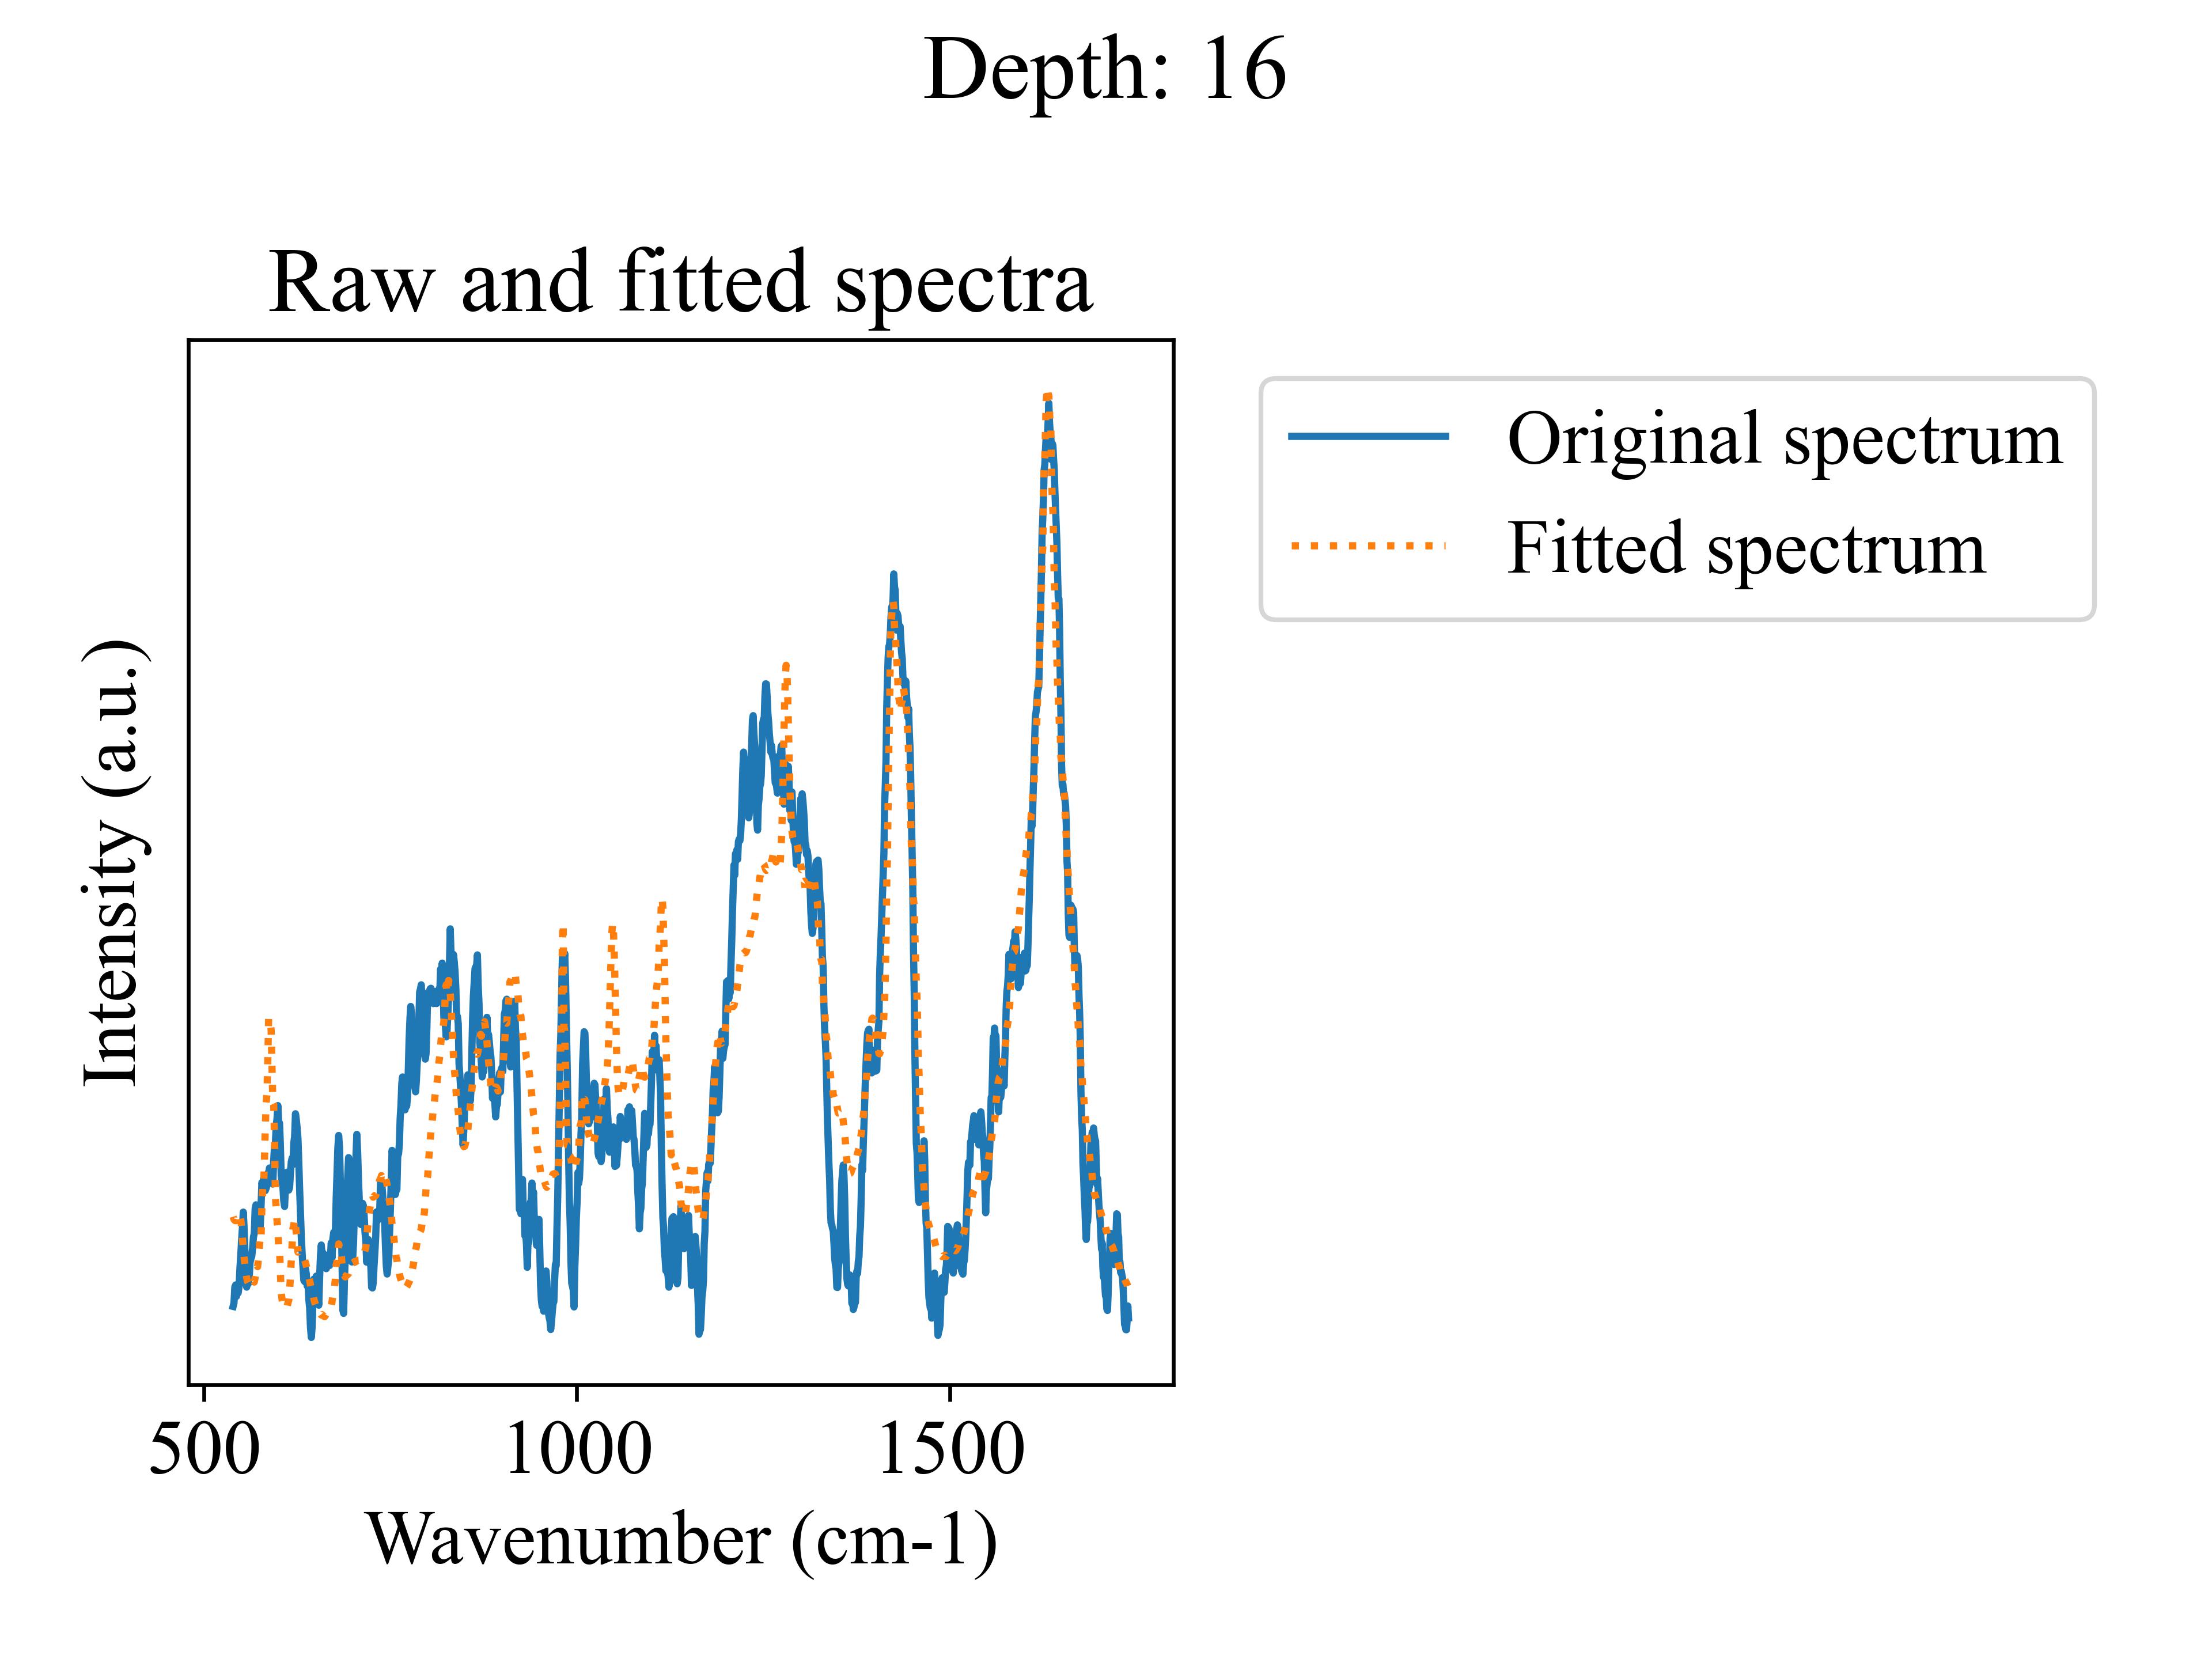 Depth: 16
Raw and fitted spectra
Original spectrum
Fitted spectrum
Intensity (a.u.)
500 1000 1500
Wavenumber (cm-1)